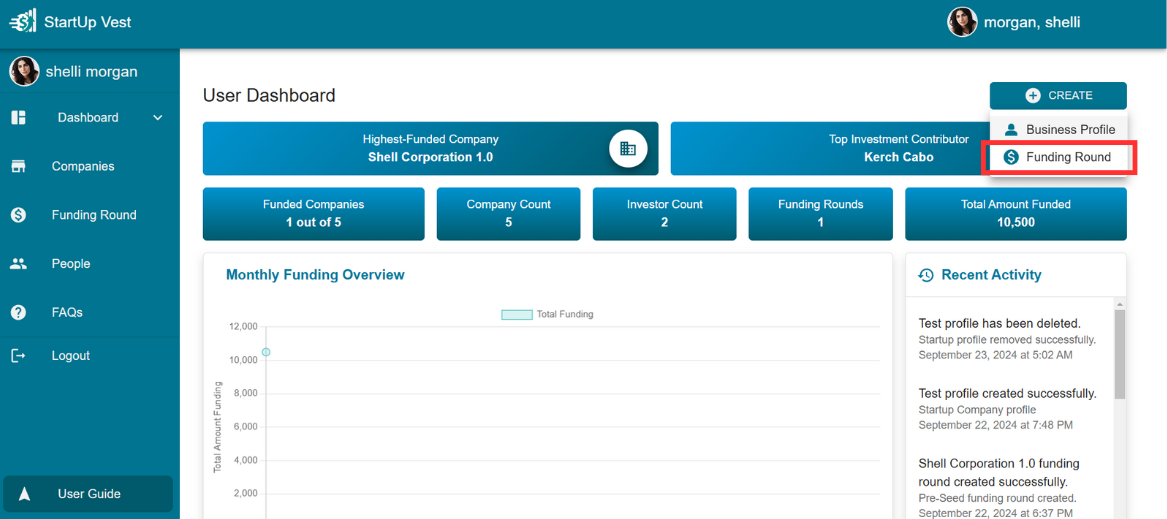 StartUp Vest
morgan, shelli
shelli morgan
Dashboard
Companies
Funding Round
People
FAQs
Logout
User Guide
User Dashboard
CREATE
Business Profile
Funding Round
Highest-Funded Company
Shell Corporation 1.0
Top Investment Contributor
Kerch Cabo
Funded Companies
1 out of 5
Company Count
5
Investor Count
2
Funding Rounds
1
Total Amount Funded
10,500
Monthly Funding Overview
Total Funding
12,000
10,000
8,000
6,000
4,000
2,000
Total Amount Funding
Recent Activity
Test profile has been deleted.
Startup profile removed successfully.
September 23, 2024 at 5:02 AM
Test profile created successfully.
Startup Company profile
September 22, 2024 at 7:48 PM
Shell Corporation 1.0 funding
round created successfully.
Pre-Seed funding round created.
September 22, 2024 at 6:37 PM